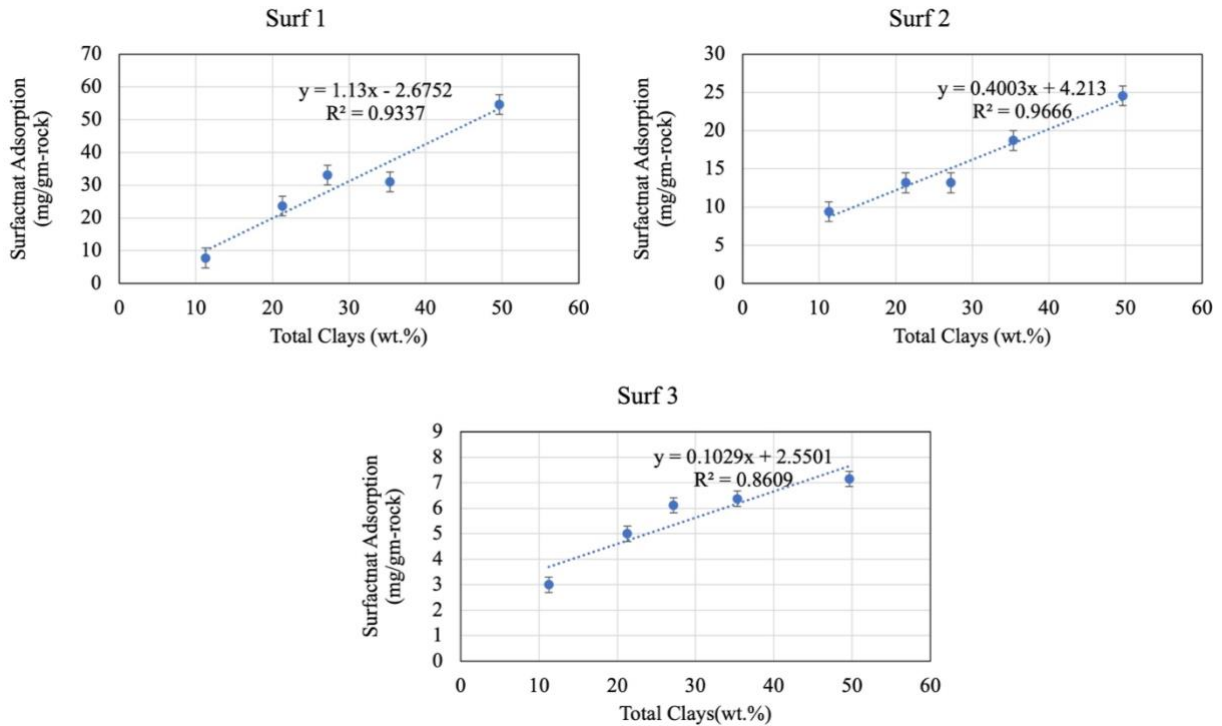 Surf 1
Surfactnat Adsorption
(mg/gm-rock)
70
60
50
40
30
20
10
0
y = 1.13x - 2.6752
R² = 0.9337
0 10 20 30 40 50 60
Total Clays (wt.%)
Surf 2
Surfactnat Adsorption
(mg/gm-rock)
30
25
20
15
10
5
0
y = 0.4003x + 4.213
R² = 0.9666
0 10 20 30 40 50 60
Total Clays (wt.%)
Surf 3
Surfactnat Adsorption
(mg/gm-rock)
9
8
7
6
5
4
3
2
1
0
y = 0.1029x + 2.5501
R² = 0.8609
0 10 20 30 40 50 60
Total Clays(wt.%)